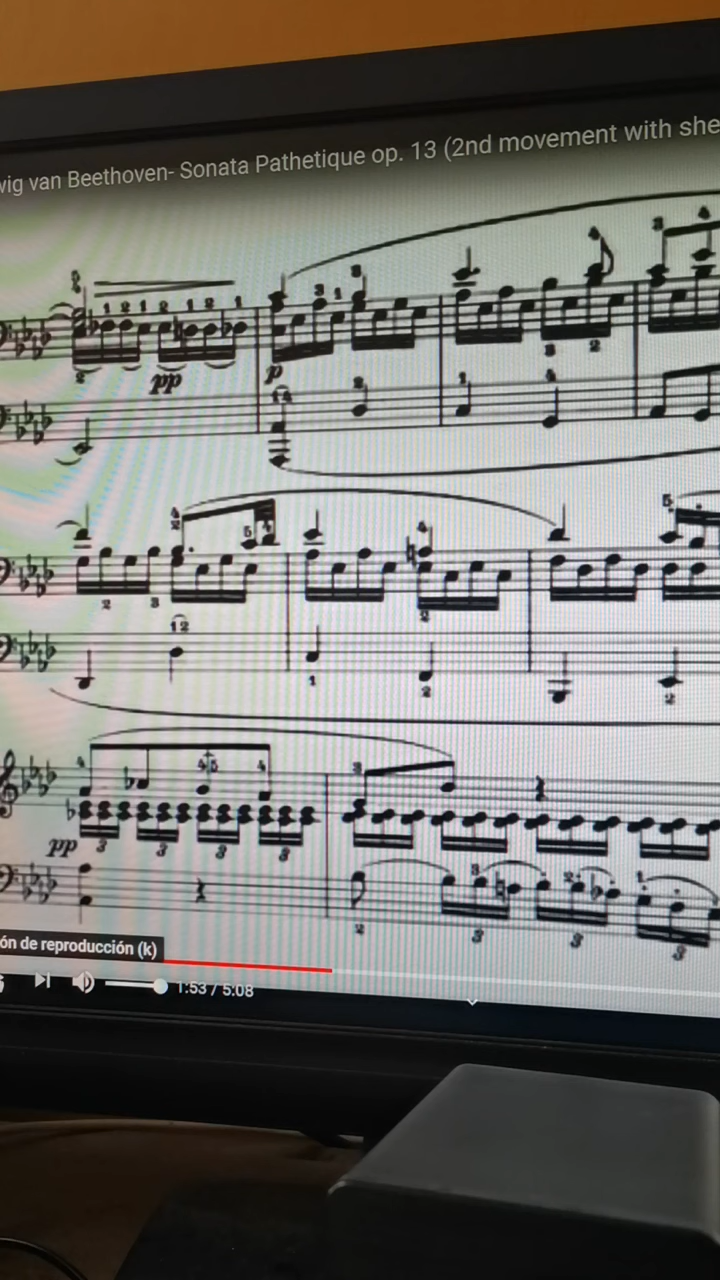 wig van Beethoven- Sonata Pathetique op. 13 (2nd movement with she
pp
p
pp
ón de reproducción (k)
1:53 / 5:08